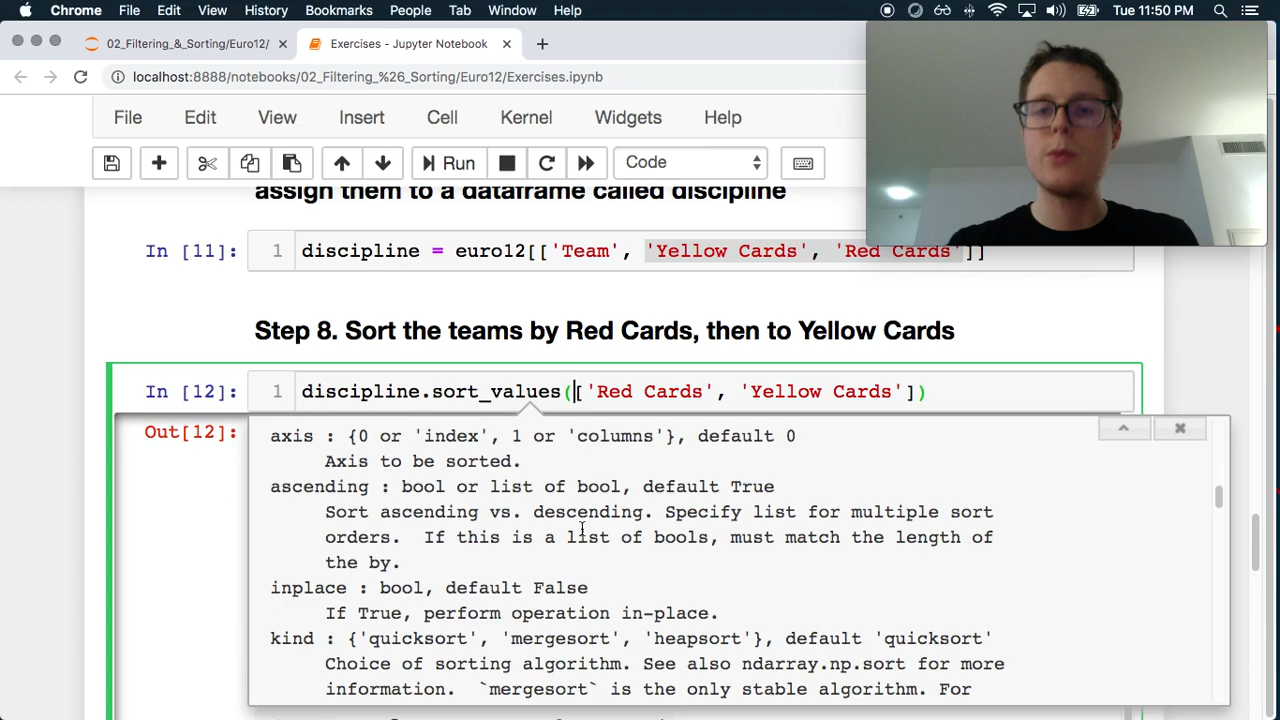 Chrome File Edit View History Bookmarks People Tab Window Help Tue 11:50 PM
02_Filtering_&_Sorting/Euro12/ Exercises - Jupyter Notebook
localhost:8888/notebooks/02_Filtering_%26_Sorting/Euro12/Exercises.ipynb
File Edit View Insert Cell Kernel Widgets Help
Run Code
assign them to a dataframe called discipline
In [11]: 1 discipline = euro12[['Team', 'Yellow Cards', 'Red Cards']]
Step 8. Sort the teams by Red Cards, then to Yellow Cards
In [12]: 1 discipline.sort_values(['Red Cards', 'Yellow Cards'])
Out[12]:
axis : {0 or 'index', 1 or 'columns'}, default 0
Axis to be sorted.
ascending : bool or list of bool, default True
Sort ascending vs. descending. Specify list for multiple sort
orders. If this is a list of bools, must match the length of
the by.
inplace : bool, default False
If True, perform operation in-place.
kind : {'quicksort', 'mergesort', 'heapsort'}, default 'quicksort'
Choice of sorting algorithm. See also ndarray.np.sort for more
information. `mergesort` is the only stable algorithm. For